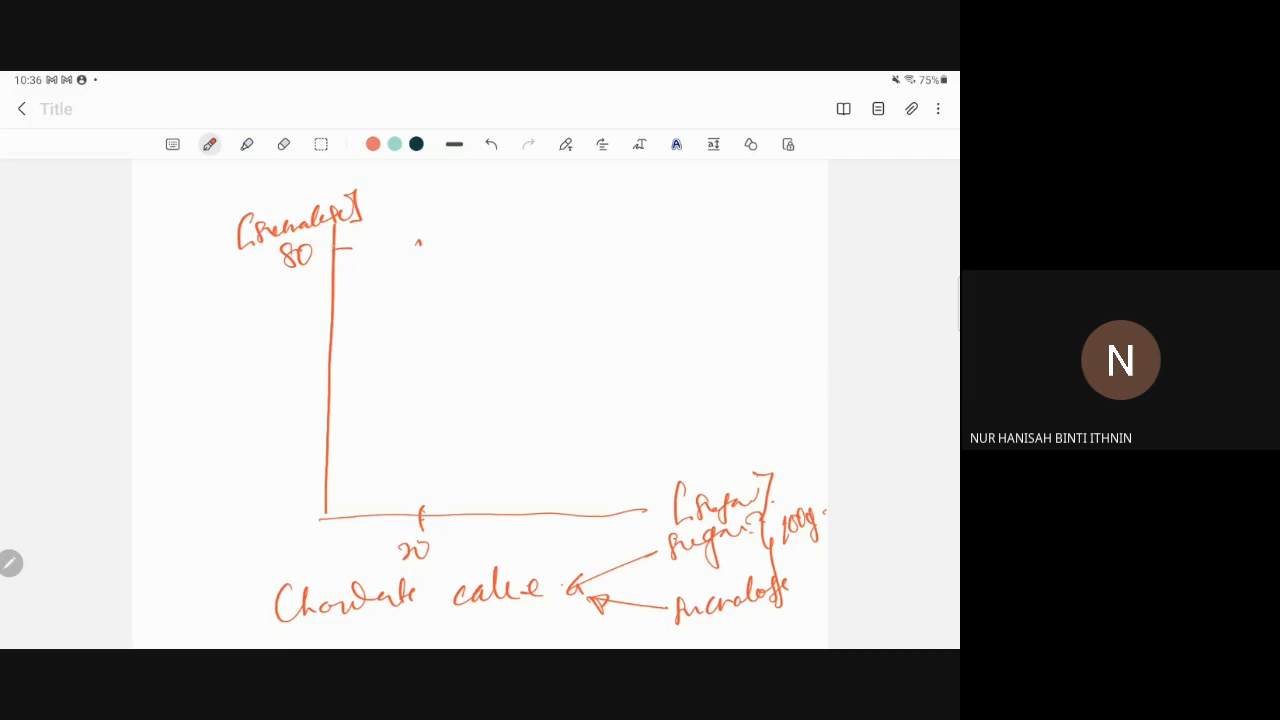 10:36 75%
Title
[sucralose]
80
[sugar]
sugar 100g
20
Chocolate cake
sucralose
N
NUR HANISAH BINTI ITHNIN